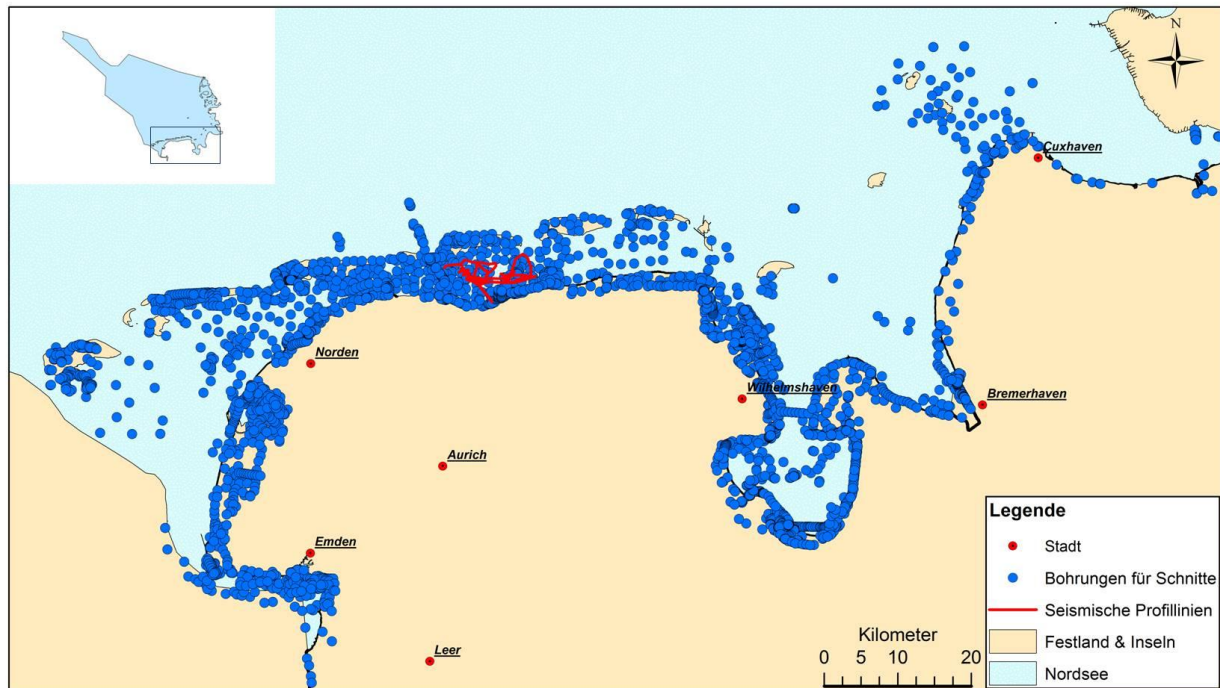 N
Cuxhaven
Norden
Wilhelmshaven
Bremerhaven
Aurich
Emden
Leer
Legende
Stadt
Bohrungen für Schnitte
Seismische Profillinien
Festland & Inseln
Nordsee
Kilometer
0 5 10 20